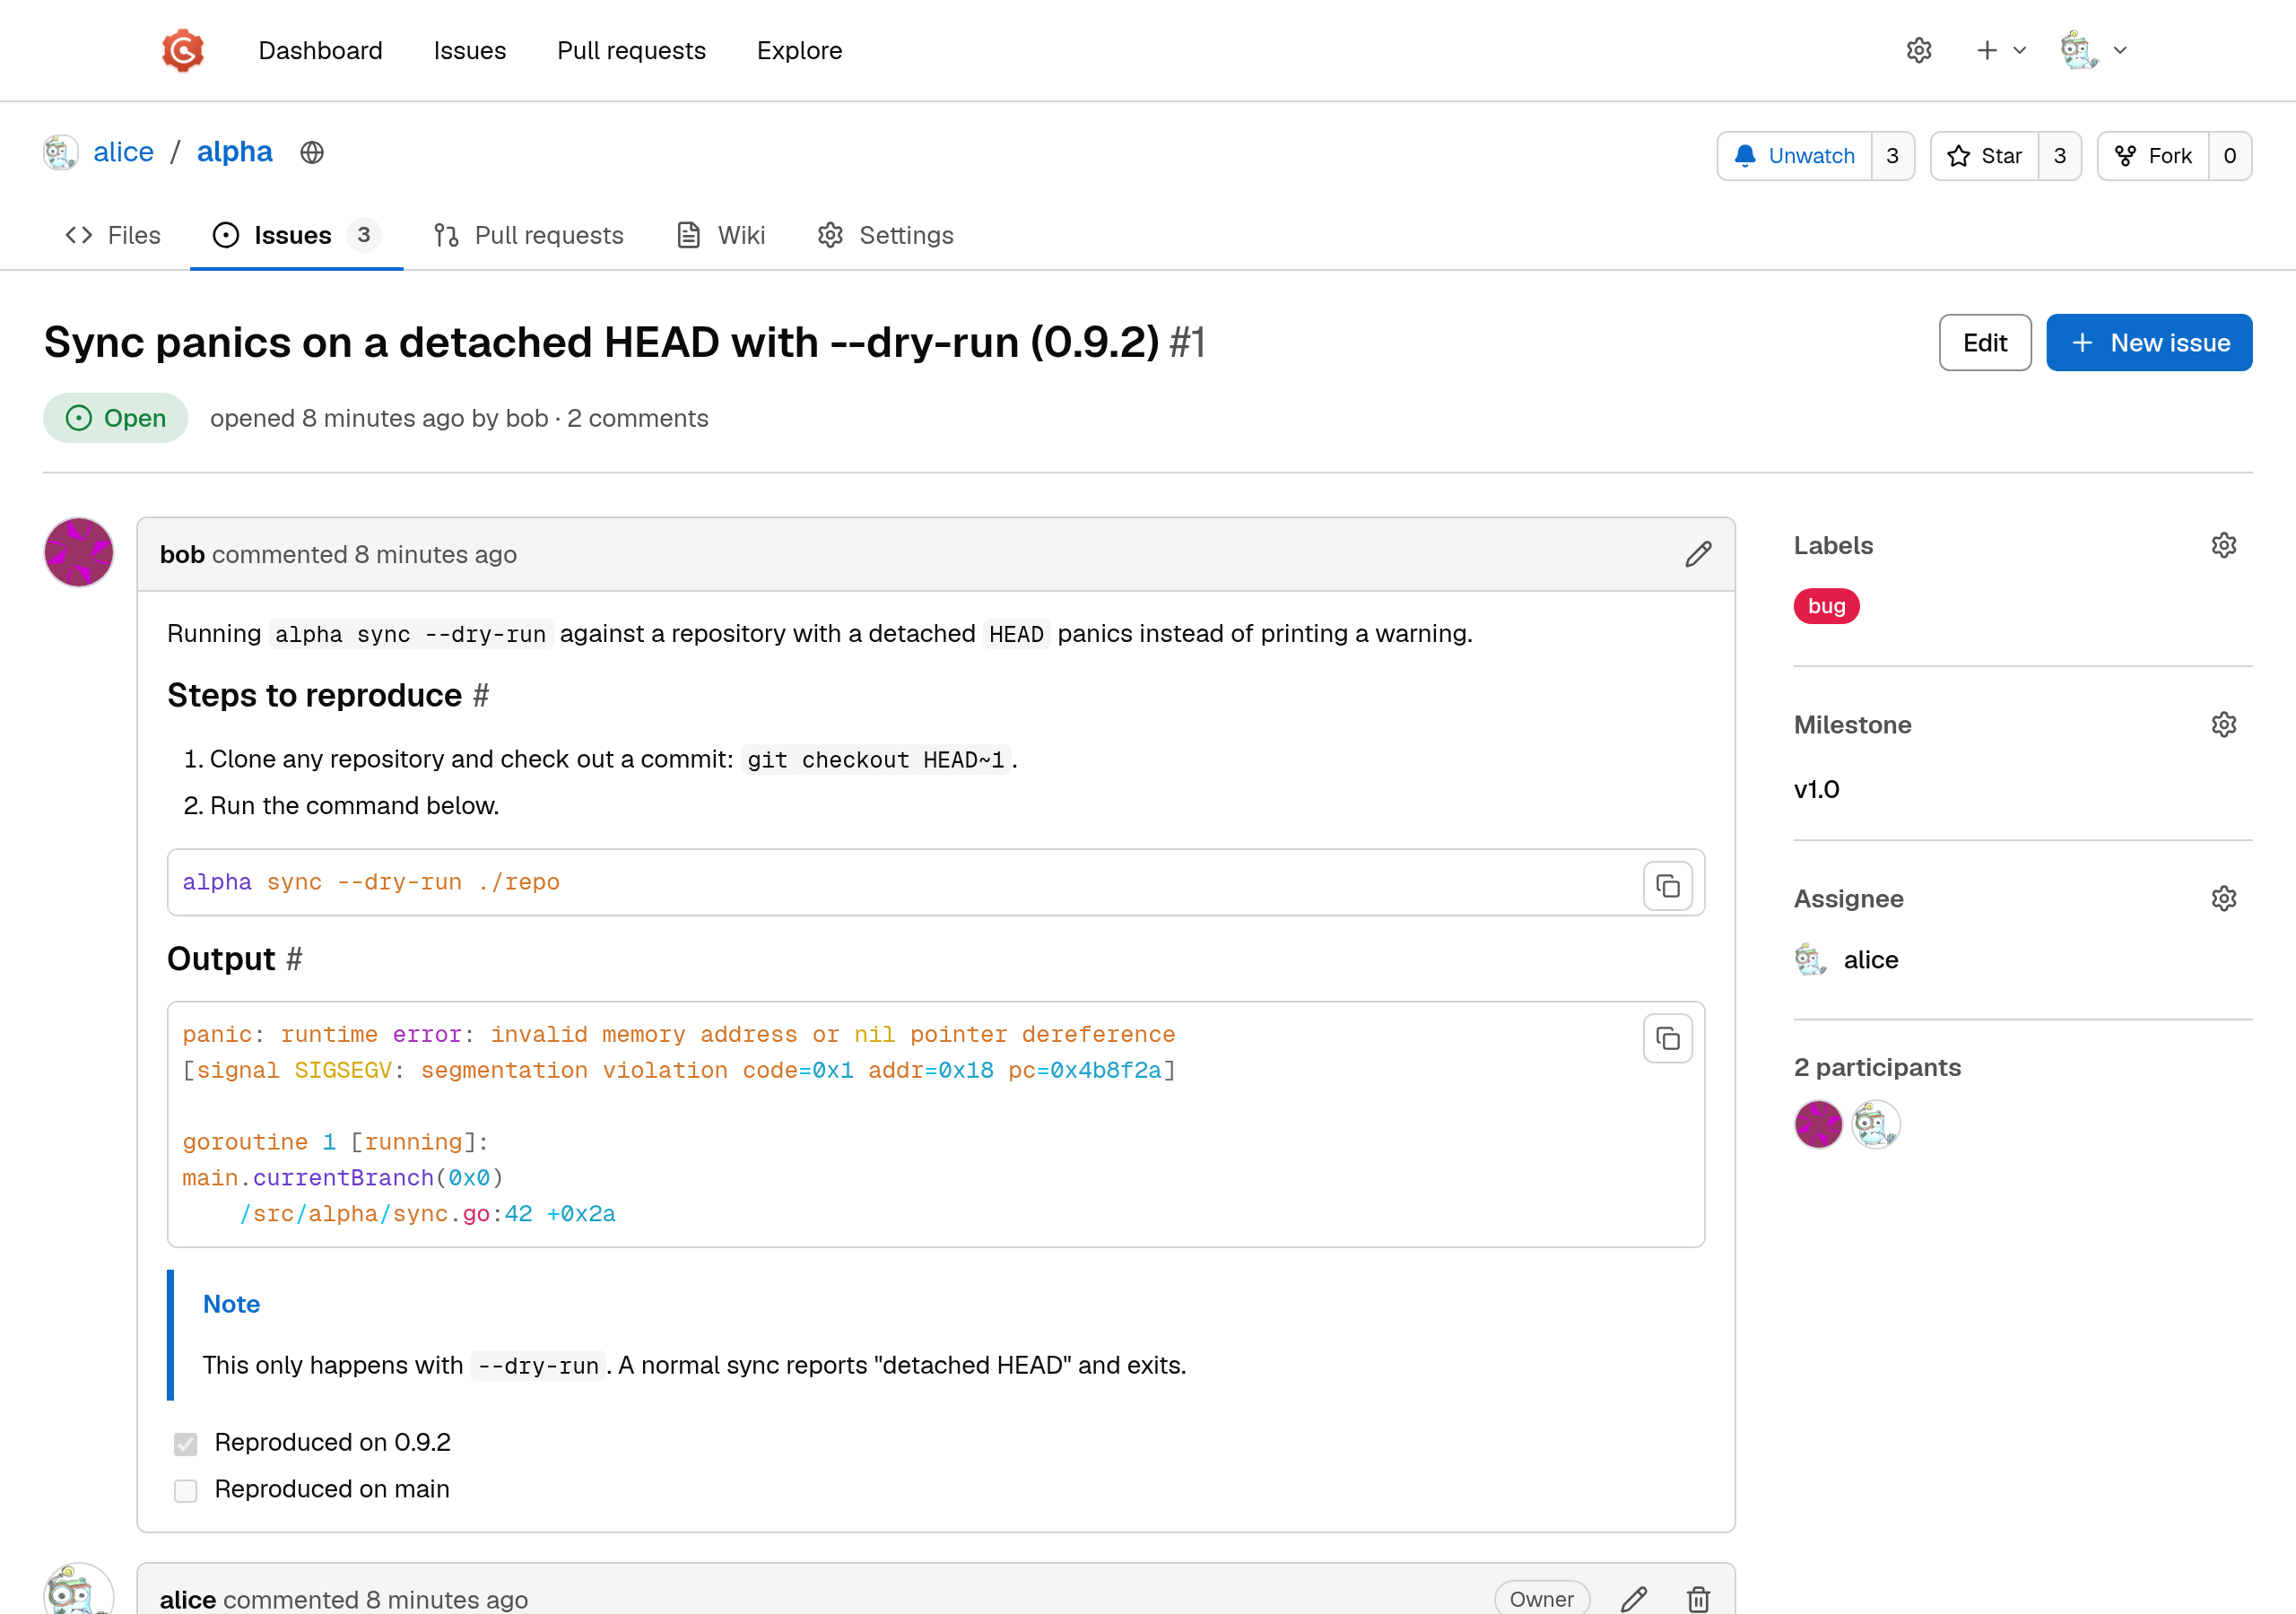 Dashboard Issues Pull requests Explore
alice / alpha
Unwatch 3 Star 3 Fork 0
Files Issues 3 Pull requests Wiki Settings
Sync panics on a detached HEAD with --dry-run (0.9.2) #1
Edit New issue
Open opened 8 minutes ago by bob · 2 comments
bob commented 8 minutes ago
Running alpha sync --dry-run against a repository with a detached HEAD panics instead of printing a warning.
Steps to reproduce #
1. Clone any repository and check out a commit: git checkout HEAD~1.
2. Run the command below.
alpha sync --dry-run ./repo
Output #
panic: runtime error: invalid memory address or nil pointer dereference
[signal SIGSEGV: segmentation violation code=0x1 addr=0x18 pc=0x4b8f2a]
goroutine 1 [running]:
main.currentBranch(0x0)
/src/alpha/sync.go:42 +0x2a
Note
This only happens with --dry-run. A normal sync reports "detached HEAD" and exits.
Reproduced on 0.9.2
Reproduced on main
alice commented 8 minutes ago Owner
Labels
bug
Milestone
v1.0
Assignee
alice
2 participants